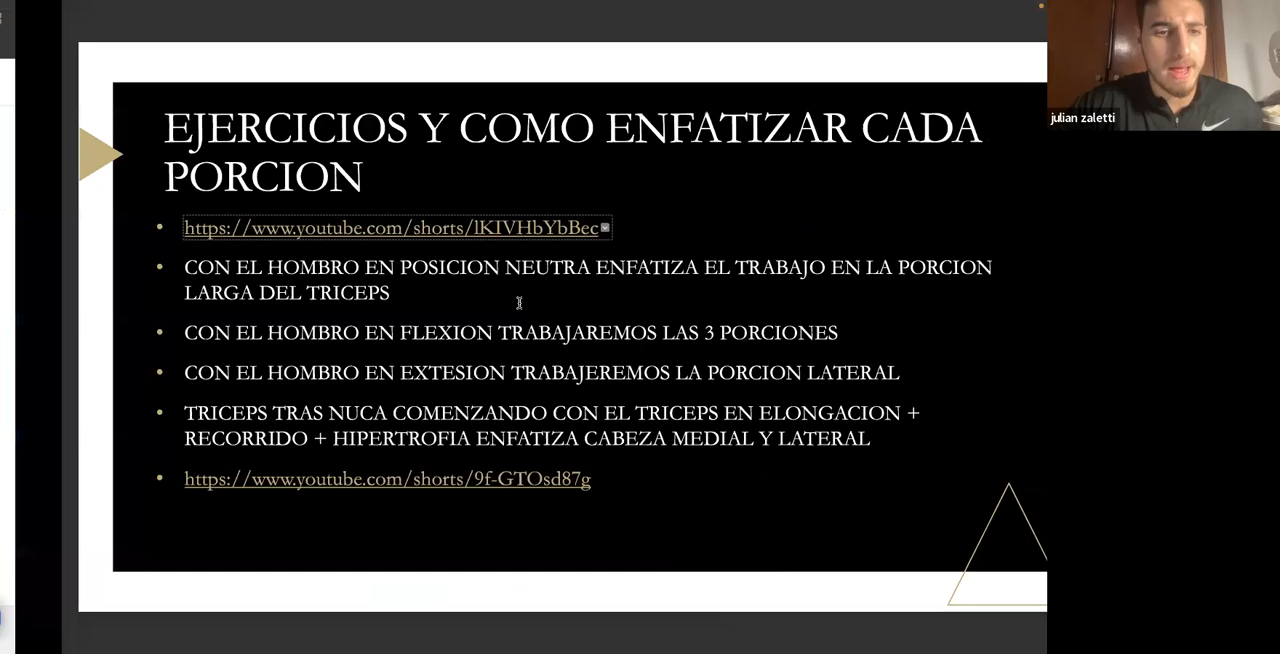 EJERCICIOS Y COMO ENFATIZAR CADA
PORCION
https://www.youtube.com/shorts/lKIVHbYbBec
CON EL HOMBRO EN POSICION NEUTRA ENFATIZA EL TRABAJO EN LA PORCION
LARGA DEL TRICEPS
CON EL HOMBRO EN FLEXION TRABAJAREMOS LAS 3 PORCIONES
CON EL HOMBRO EN EXTESION TRABAJEREMOS LA PORCION LATERAL
TRICEPS TRAS NUCA COMENZANDO CON EL TRICEPS EN ELONGACION +
RECORRIDO + HIPERTROFIA ENFATIZA CABEZA MEDIAL Y LATERAL
https://www.youtube.com/shorts/9f-GTOsd87g
julian zaletti